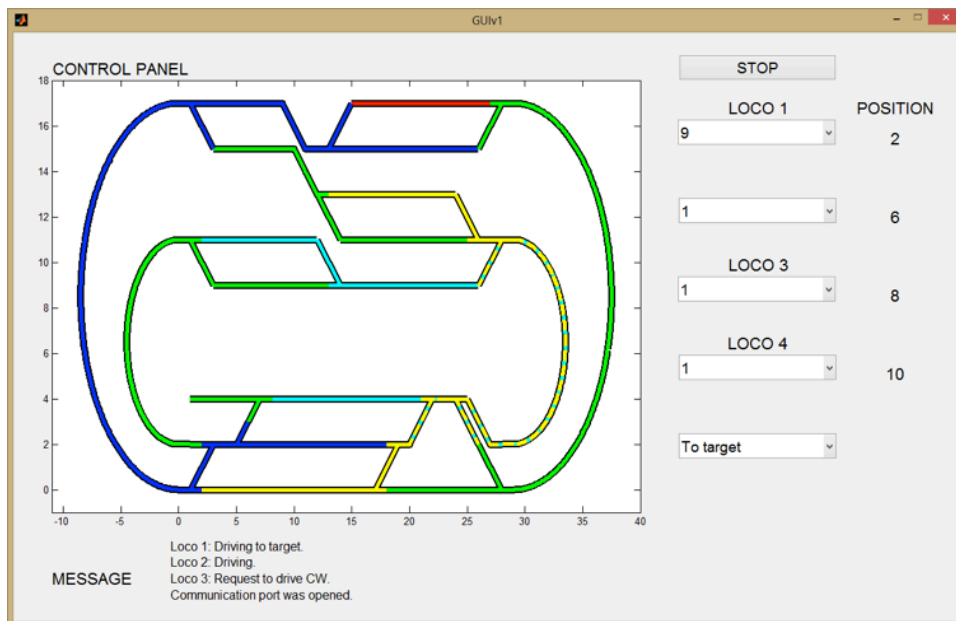 GUIv1
CONTROL PANEL
STOP
LOCO 1 POSITION
9 2
1 6
LOCO 3
1 8
LOCO 4
1 10
To target
18
16
14
12
10
8
6
4
2
0
-10 -5 0 5 10 15 20 25 30 35 40
MESSAGE
Loco 1: Driving to target.
Loco 2: Driving.
Loco 3: Request to drive CW.
Communication port was opened.